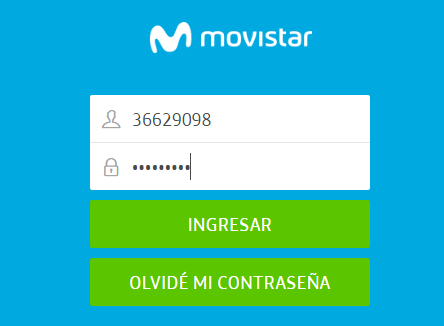 movistar
36629098
•••••••••
INGRESAR
OLVIDÉ MI CONTRASEÑA